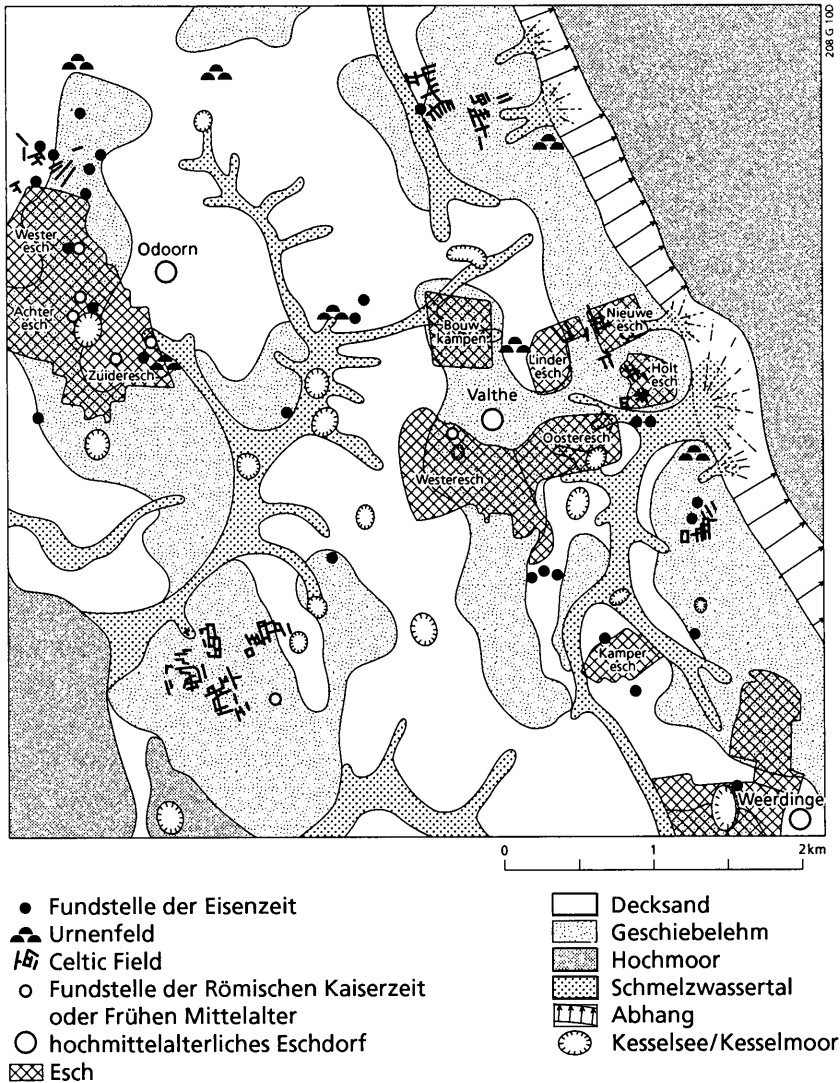 208 G 10D
Wester
esch
Odoorn
Achter
esch
Zuideresch
Bouw
kämpen
Nieuwe
esch
Linder
esch
Holt
esch
Valthe
Oosteresch
Westeresch
Kamper
esch
Weerdinge
0 1 2km
Fundstelle der Eisenzeit
Urnenfeld
Celtic Field
Fundstelle der Römischen Kaiserzeit
oder Frühen Mittelalter
hochmittelalterliches Eschdorf
Esch
Decksand
Geschiebelehm
Hochmoor
Schmelzwassertal
Abhang
Kesselsee/Kesselmoor